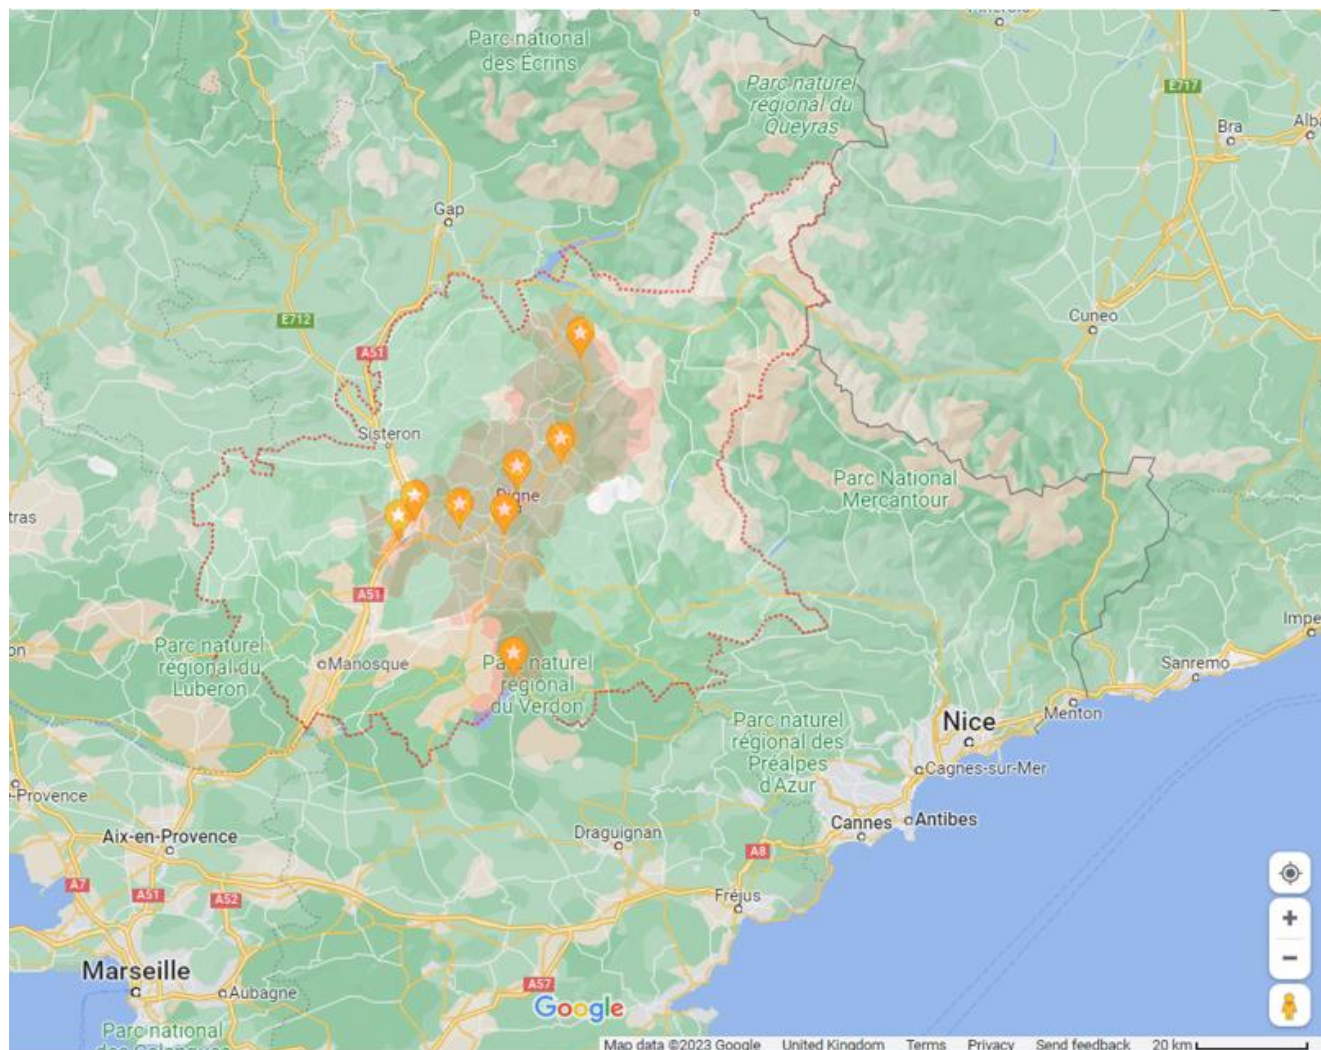 Parc national
des Écrins
Parc naturel
régional du
Queyras
E717
Bra
Alba
Gap
E712
A51
Cuneo
Sisteron
Parc National
Mercantour
tras
Digne
A51
Parc naturel
régional du
Luberon
Manosque
Parc naturel
régional
du Verdon
on
Impe
Sanremo
Menton
Nice
Parc naturel
régional des
Préalpes
d'Azur
Cagnes-sur-Mer
-Provence
Aix-en-Provence
Draguignan
Cannes
Antibes
A8
A7
A51
A52
Fréjus
Marseille
Aubagne
A57
Google
Parc national
Map data ©2023 Google United Kingdom Terms Privacy Send feedback 20 km